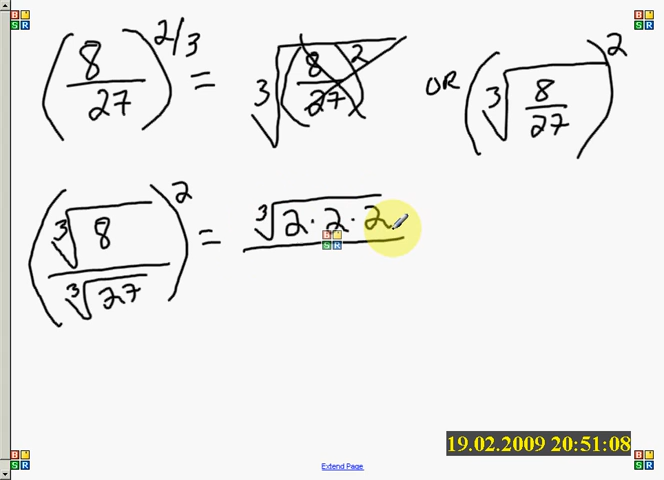 (8/27)^2/3 = ∛(8/27)^2 OR (∛8/27)^2
(∛8/∛27)^2 = ∛2·2·2
19.02.2009 20:51:08
Extend Page